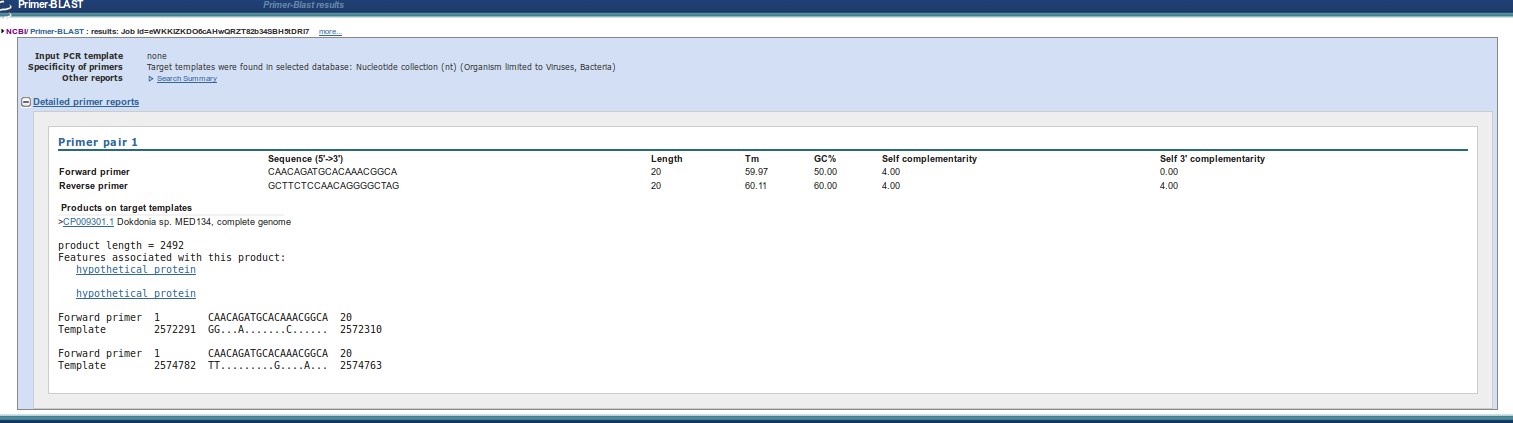 Primer-BLAST Primer-Blast results
NCBI/ Primer-BLAST : results: more...
Input PCR template none
Specificity of primers Target templates were found in selected database: Nucleotide collection (nt) (Organism limited to Viruses, Bacteria)
Other reports Search Summary
Detailed primer reports
Primer pair 1
Sequence (5'->3') Length Tm GC% Self complementarity Self 3' complementarity
Forward primer CAACAGATGCACAAACGGCA 20 59.97 50.00 4.00 0.00
Reverse primer GCTTCTCCAACAGGGGCTAG 20 60.11 60.00 4.00 4.00
Products on target templates
>CP009301.1 Dokdonia sp. MED134, complete genome
product length = 2492
Features associated with this product:
hypothetical protein
hypothetical protein
Forward primer 1 CAACAGATGCACAAACGGCA 20
Template 2572291 GG...A.......C...... 2572310
Forward primer 1 CAACAGATGCACAAACGGCA 20
Template 2574782 TT.........G....A... 2574763